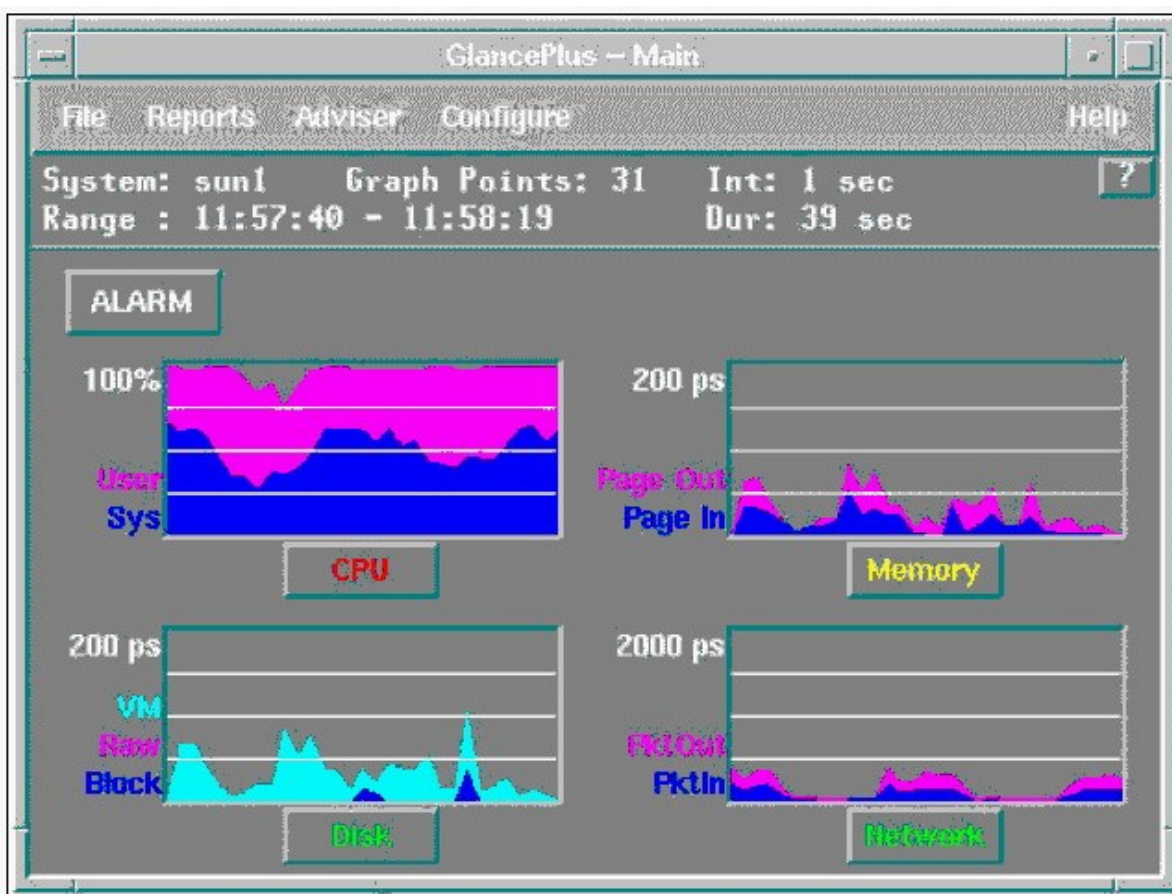 GlancePlus – Main
File Reports Adviser Configure Help
System: sun1 Graph Points: 31 Int: 1 sec ?
Range : 11:57:40 - 11:58:19 Dur: 39 sec
ALARM
100%
User
Sys
CPU
200 ps
Page Out
Page In
Memory
200 ps
VM
Raw
Block
Disk
2000 ps
PktOut
PktIn
Network